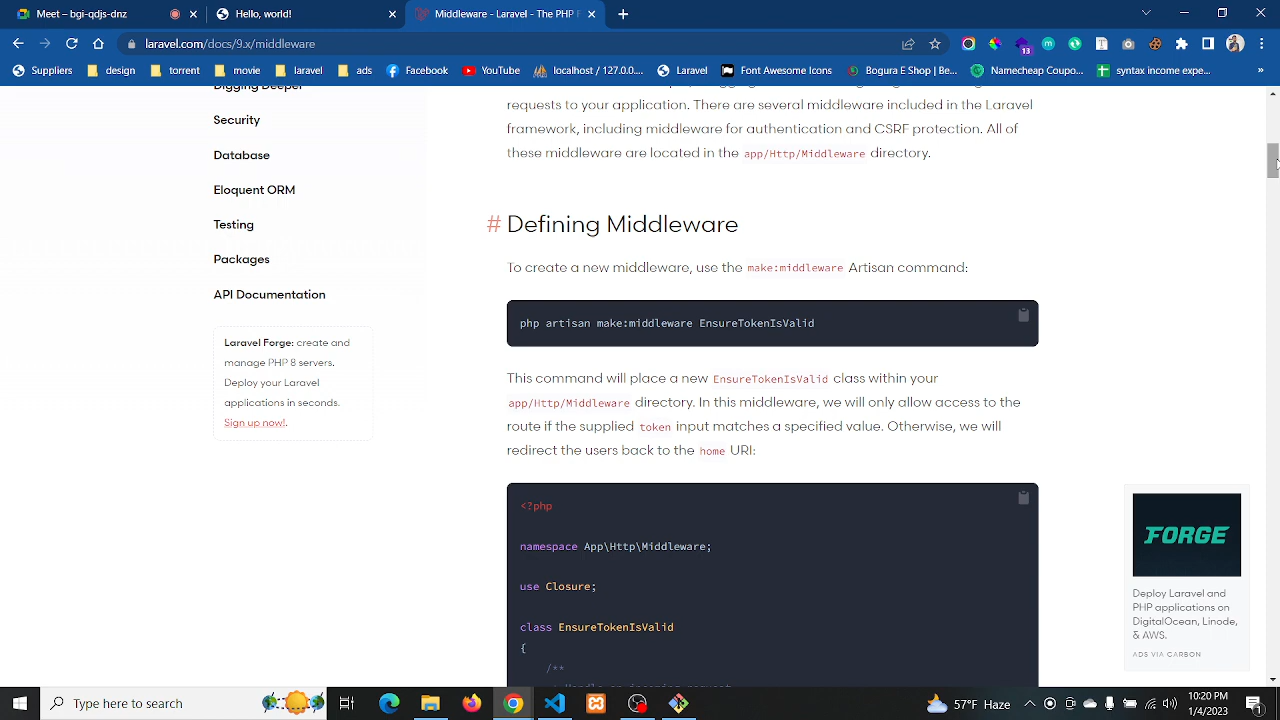 Meet – bgi-qdjs-dnz
Hello, world!
Middleware - Laravel - The PHP F
laravel.com/docs/9.x/middleware
13
Suppliers design torrent Hello laravel ads Facebook YouTube localhost / 127.0.... Laravel Font Awesome Icons Bogura E Shop | Be... Namecheap Coupo... syntax income expe... »
Digging Deeper
Security
Database
Eloquent ORM
Testing
Packages
API Documentation
Laravel Forge: create and
manage PHP 8 servers.
Deploy your Laravel
applications in seconds.
Sign up now!.
requests to your application. There are several middleware included in the Laravel
framework, including middleware for authentication and CSRF protection. All of
these middleware are located in the app/Http/Middleware directory.
# Defining Middleware
To create a new middleware, use the make:middleware Artisan command:
php artisan make:middleware EnsureTokenIsValid
This command will place a new EnsureTokenIsValid class within your
app/Http/Middleware directory. In this middleware, we will only allow access to the
route if the supplied token input matches a specified value. Otherwise, we will
redirect the users back to the home URI:
<?php
namespace App\Http\Middleware;
use Closure;
class EnsureTokenIsValid
{
/**
* Handle an incoming request
FORGE
Deploy Laravel and
PHP applications on
DigitalOcean, Linode,
& AWS.
ADS VIA CARBON
Type here to search
57°F Haze
10:20 PM
1/4/2023